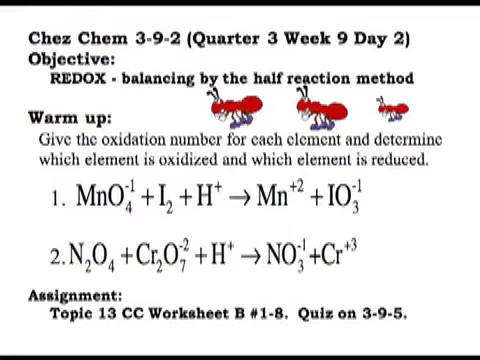 Chez Chem 3-9-2 (Quarter 3 Week 9 Day 2)
Objective:
REDOX - balancing by the half reaction method
Warm up:
Give the oxidation number for each element and determine
which element is oxidized and which element is reduced.
1. MnO₄⁻¹ + I₂ + H⁺ → Mn⁺² + IO₃⁻¹
2. N₂O₄ + Cr₂O₇⁻² + H⁺ → NO₃⁻¹ + Cr⁺³
Assignment:
Topic 13 CC Worksheet B #1-8. Quiz on 3-9-5.